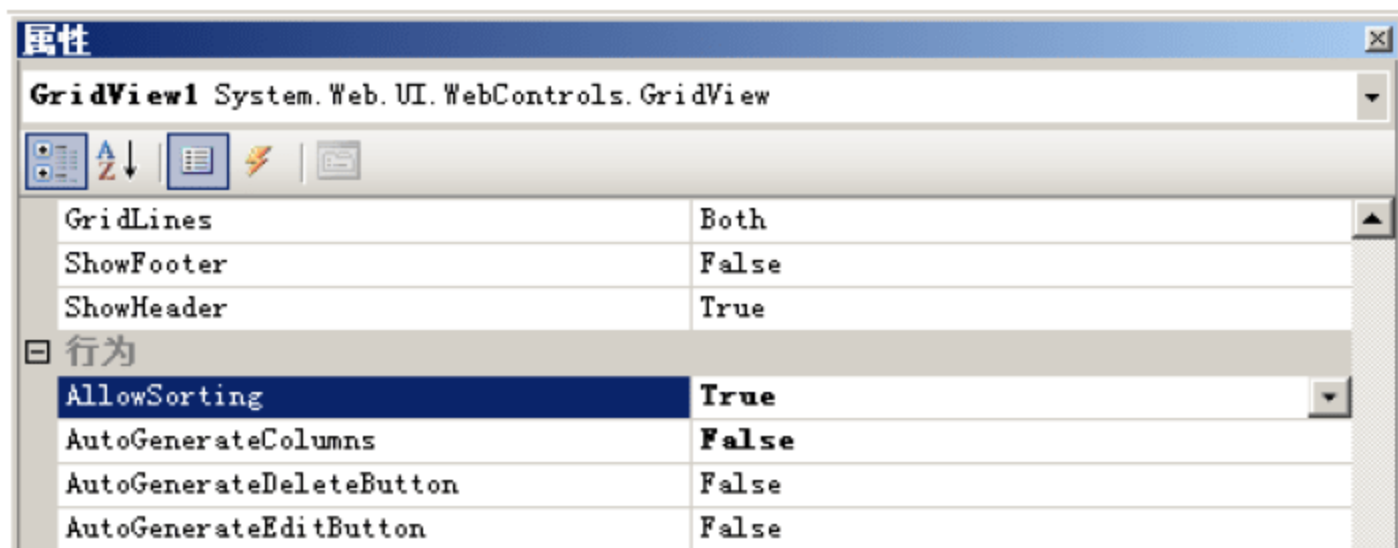 属性
GridView1 System.Web.UI.WebControls.GridView
GridLines Both
ShowFooter False
ShowHeader True
行为
AllowSorting True
AutoGenerateColumns False
AutoGenerateDeleteButton False
AutoGenerateEditButton False